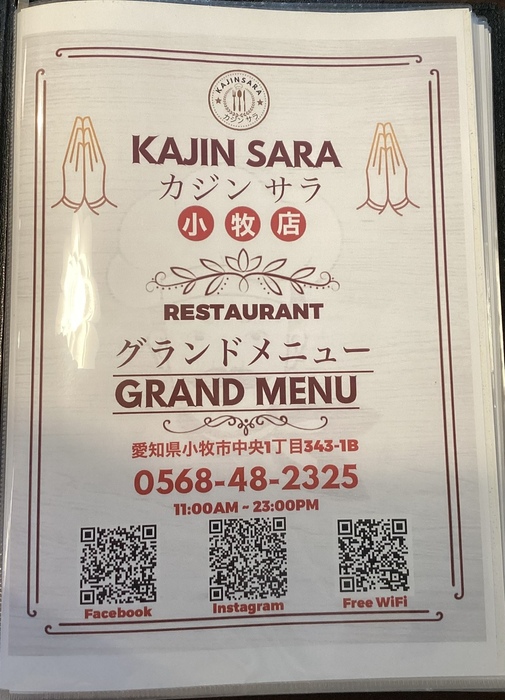 KAJINSARA
カジンサラ
KAJIN SARA
カジン サラ
小 牧 店
RESTAURANT
グランドメニュー
GRAND MENU
愛知県小牧市中央1丁目343-1B
0568-48-2325
11:00AM ~ 23:00PM
Facebook
Instagram
Free WiFi